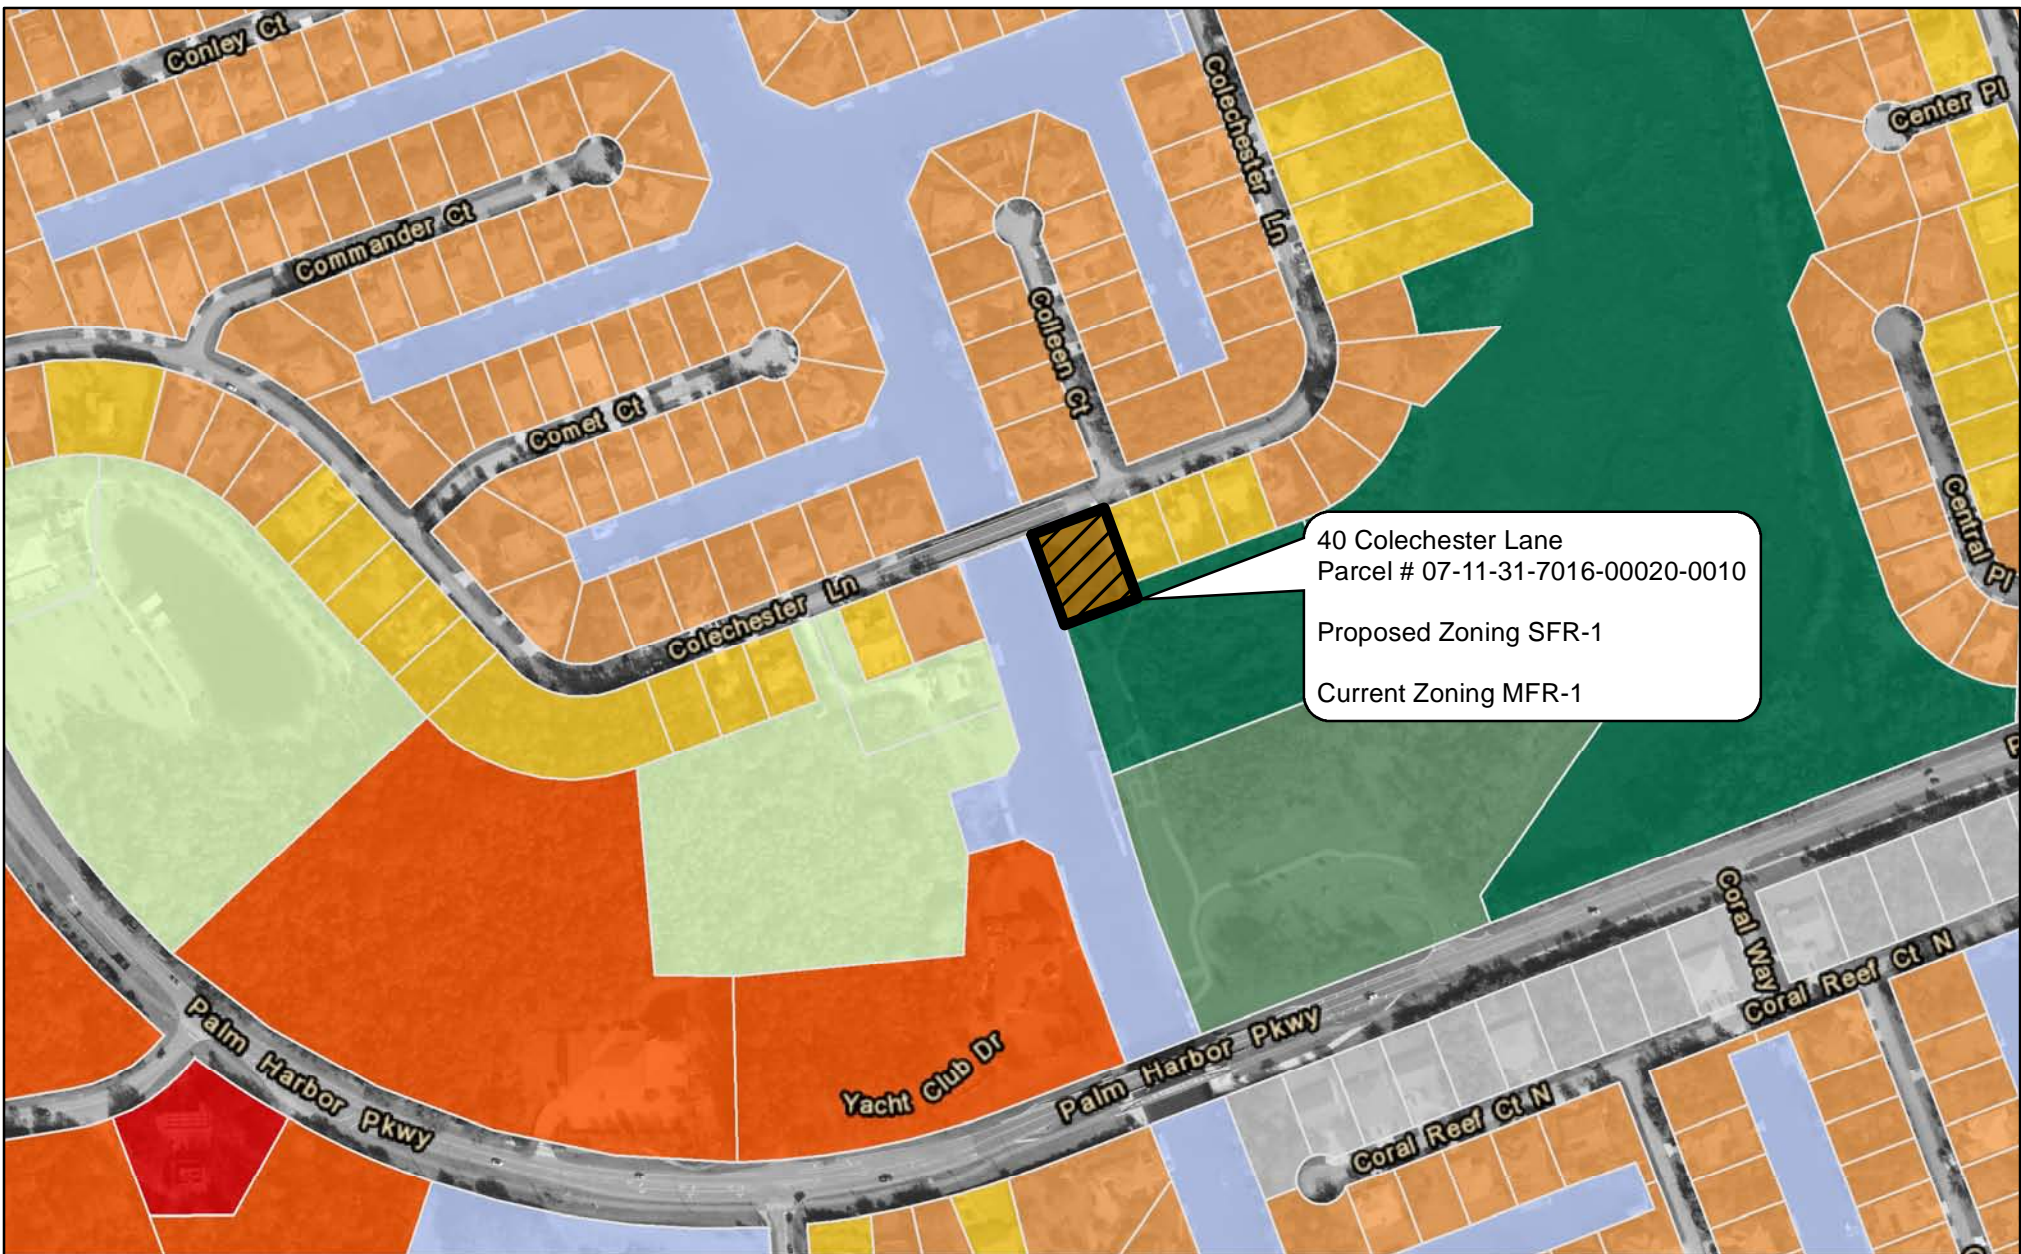 Conley Ct
Center Pl
Colechester Ln
Commander Ct
Colleen Ct
Comet Ct
Central Pl
40 Colechester Lane
Parcel # 07-11-31-7016-00020-0010
Proposed Zoning SFR-1
Current Zoning MFR-1
Colechester Ln
Coral Way
Coral Reef Ct N
Palm Harbor Pkwy
Palm Harbor Pkwy
Yacht Club Dr
Coral Reef Ct N